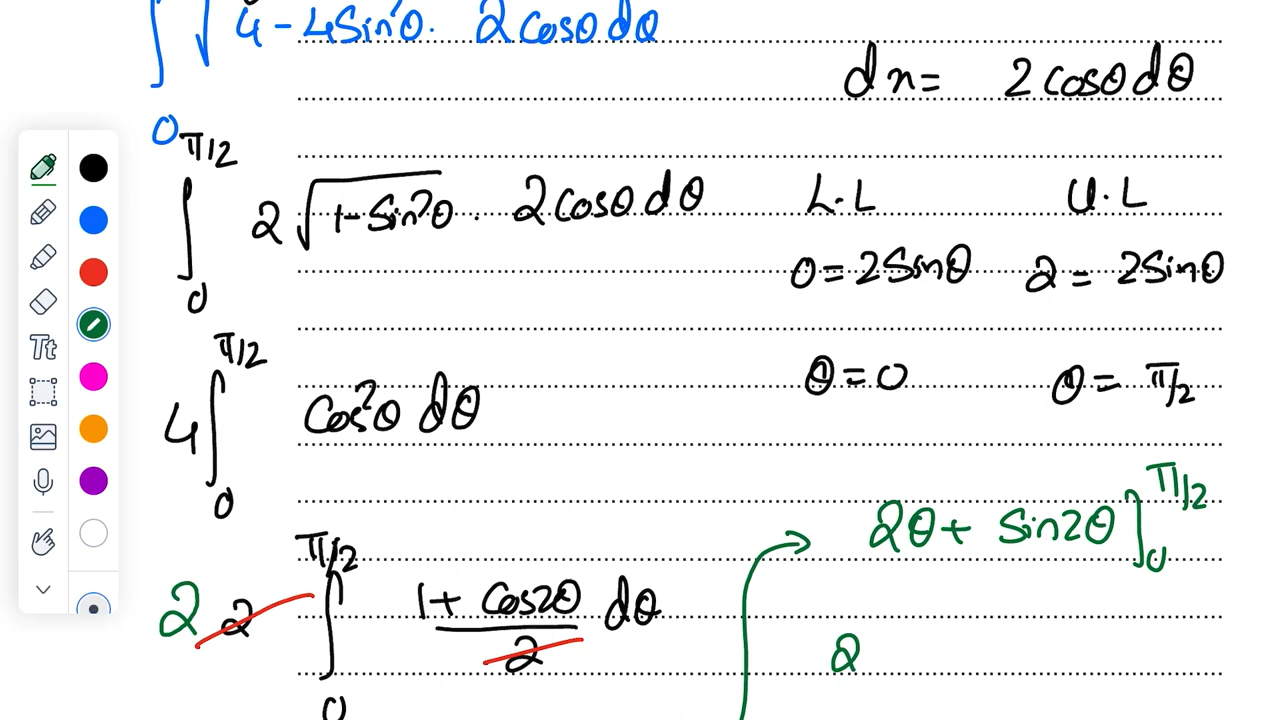 ∫ √4 - 4Sin²θ · 2cosθ dθ
0
dx = 2cosθ dθ
∫₀^π/2 2√1-Sin²θ · 2cosθ dθ
L.L U.L
0 = 2Sinθ 2 = 2Sinθ
θ = 0 θ = π/2
4∫₀^π/2 Cos²θ dθ
2θ + Sin2θ]₀^π/2
2 2 ∫₀^π/2 (1 + Cos2θ)/2 dθ
2
Tt